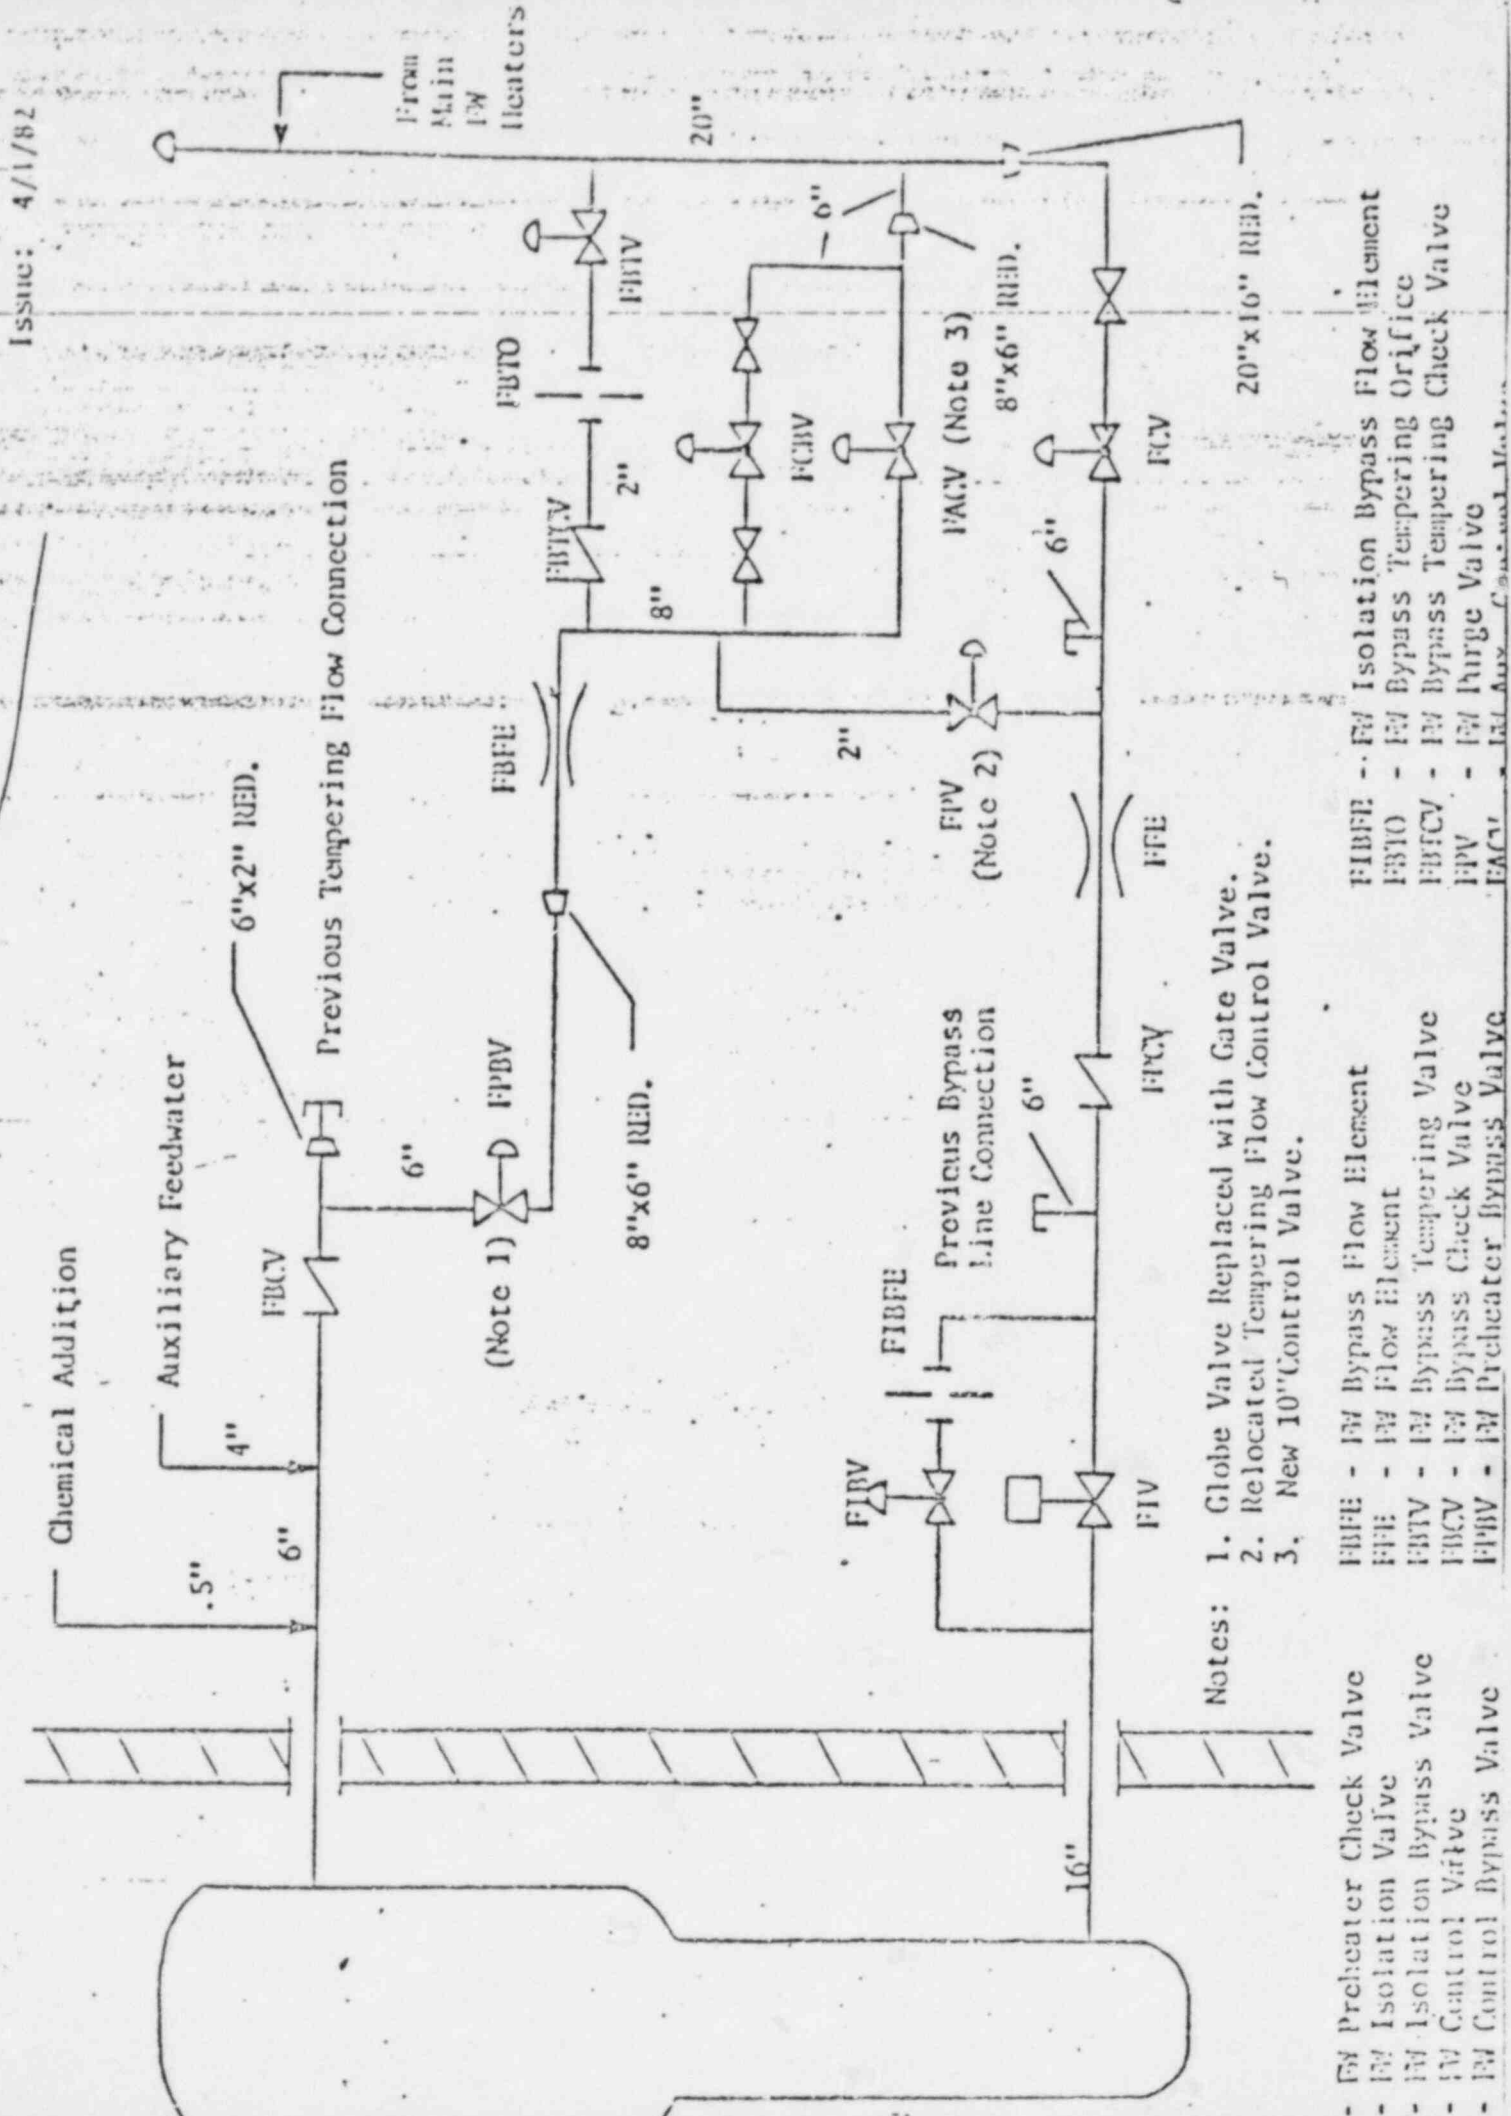 Issue: 4/1/82
From
Main
FW
Heaters
20"
Chemical Addition
Auxiliary Feedwater
6"x2" RED.
Previous Tempering Flow Connection
.5"
4"
6"
FBCV
6"
(Note 1)
FPBV
8"x6" RED.
FBFE
FBTCV
FBTO
FBTV
2"
8"
FCBV
6"
FACV (Note 3)
8"x6" RED.
2"
FPV
(Note 2)
6"
FCV
20"x16" RED.
FIBV
FIBFE
Previous Bypass
Line Connection
6"
16"
FIV
FPCV
FFE
Notes:
1. Globe Valve Replaced with Gate Valve.
2. Relocated Tempering Flow Control Valve.
3. New 10"Control Valve.
- FW Preheater Check Valve
- FW Isolation Valve
- FW Isolation Bypass Valve
- FW Control Valve
- FW Control Bypass Valve
FBFE - FW Bypass Flow Element
FFE - FW Flow Element
FBTV - FW Bypass Tempering Valve
FBCV - FW Bypass Check Valve
FPBV - FW Preheater Bypass Valve
FIBFE - FW Isolation Bypass Flow Element
FBTO - FW Bypass Tempering Orifice
FBTCV - FW Bypass Tempering Check Valve
FPV - FW Purge Valve
FACV - FW Aux. Control Valve